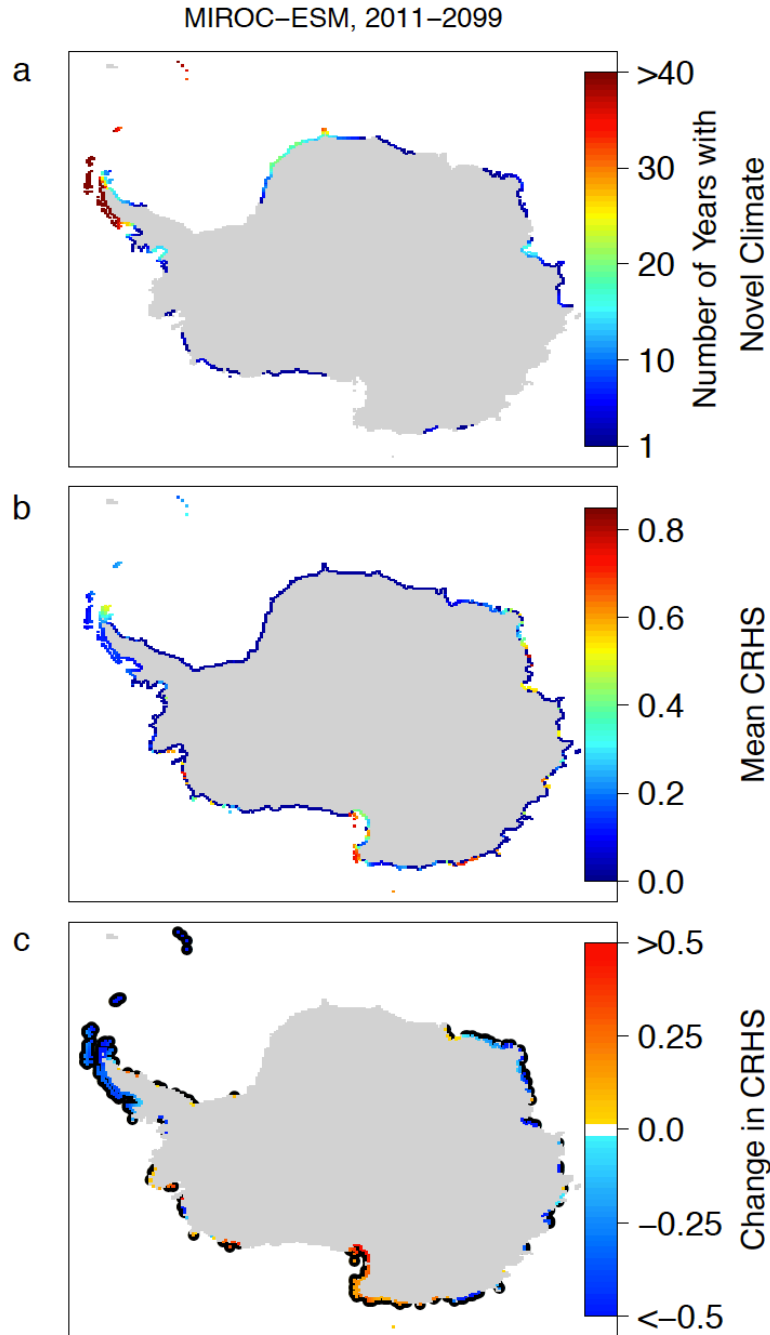 MIROC−ESM, 2011−2099
a
>40
30
20
10
1
Number of Years with
Novel Climate
b
0.8
0.6
0.4
0.2
0.0
Mean CRHS
c
>0.5
0.25
0.0
−0.25
<−0.5
Change in CRHS